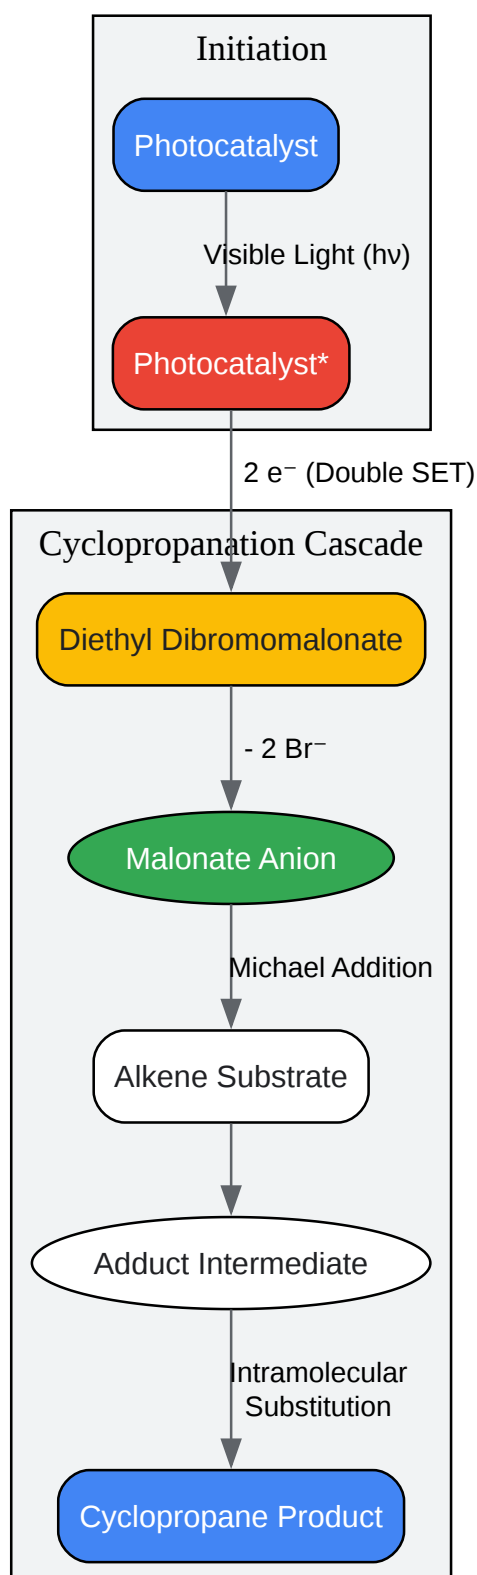 Initiation
Photocatalyst
Visible Light (hν)
Photocatalyst*
2 e⁻ (Double SET)
Cyclopropanation Cascade
Diethyl Dibromomalonate
- 2 Br⁻
Malonate Anion
Michael Addition
Alkene Substrate
Adduct Intermediate
Intramolecular
Substitution
Cyclopropane Product